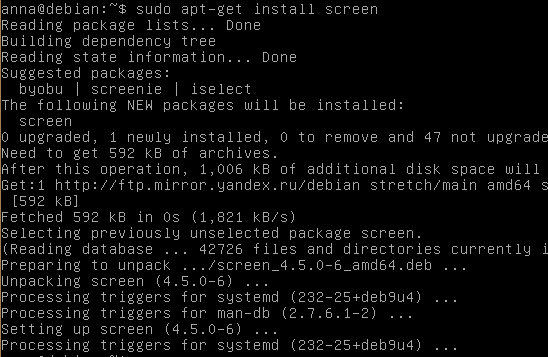 anna@debian:~$ sudo apt-get install screen
Reading package lists... Done
Building dependency tree
Reading state information... Done
Suggested packages:
  byobu | screenie | iselect
The following NEW packages will be installed:
  screen
0 upgraded, 1 newly installed, 0 to remove and 47 not upgrade
Need to get 592 kB of archives.
After this operation, 1,006 kB of additional disk space will
Get:1 http://ftp.mirror.yandex.ru/debian stretch/main amd64 s
 [592 kB]
Fetched 592 kB in 0s (1,821 kB/s)
Selecting previously unselected package screen.
(Reading database ... 42726 files and directories currently i
Preparing to unpack .../screen_4.5.0-6_amd64.deb ...
Unpacking screen (4.5.0-6) ...
Processing triggers for systemd (232-25+deb9u4) ...
Processing triggers for man-db (2.7.6.1-2) ...
Setting up screen (4.5.0-6) ...
Processing triggers for systemd (232-25+deb9u4) ...